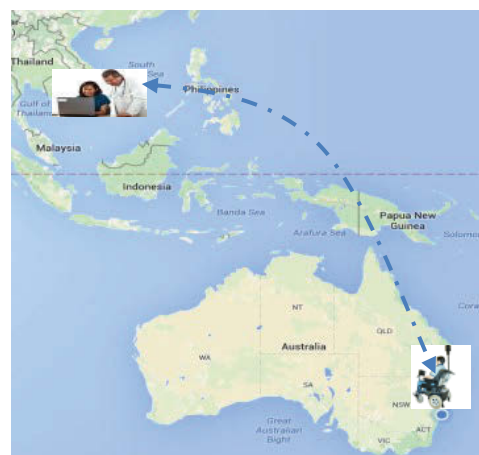 Thailand
South
Sea
Philippines
Gulf of
Thailand
Malaysia
Indonesia
Banda Sea
Papua New
Guinea
Arafura Sea
Solomon
Cora
NT
QLD
Australia
WA
SA
NSW
Great
Australian
Bight
ACT
VIC